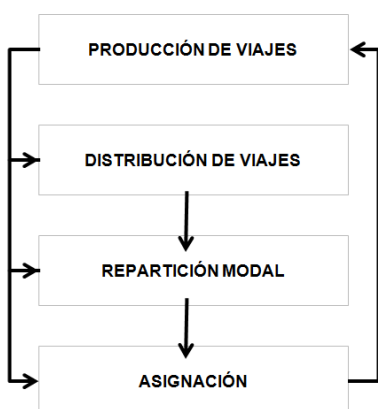 PRODUCCIÓN DE VIAJES
DISTRIBUCIÓN DE VIAJES
REPARTICIÓN MODAL
ASIGNACIÓN